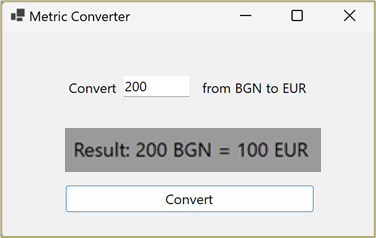 Metric Converter
Convert 200 from BGN to EUR
Result: 200 BGN = 100 EUR
Convert